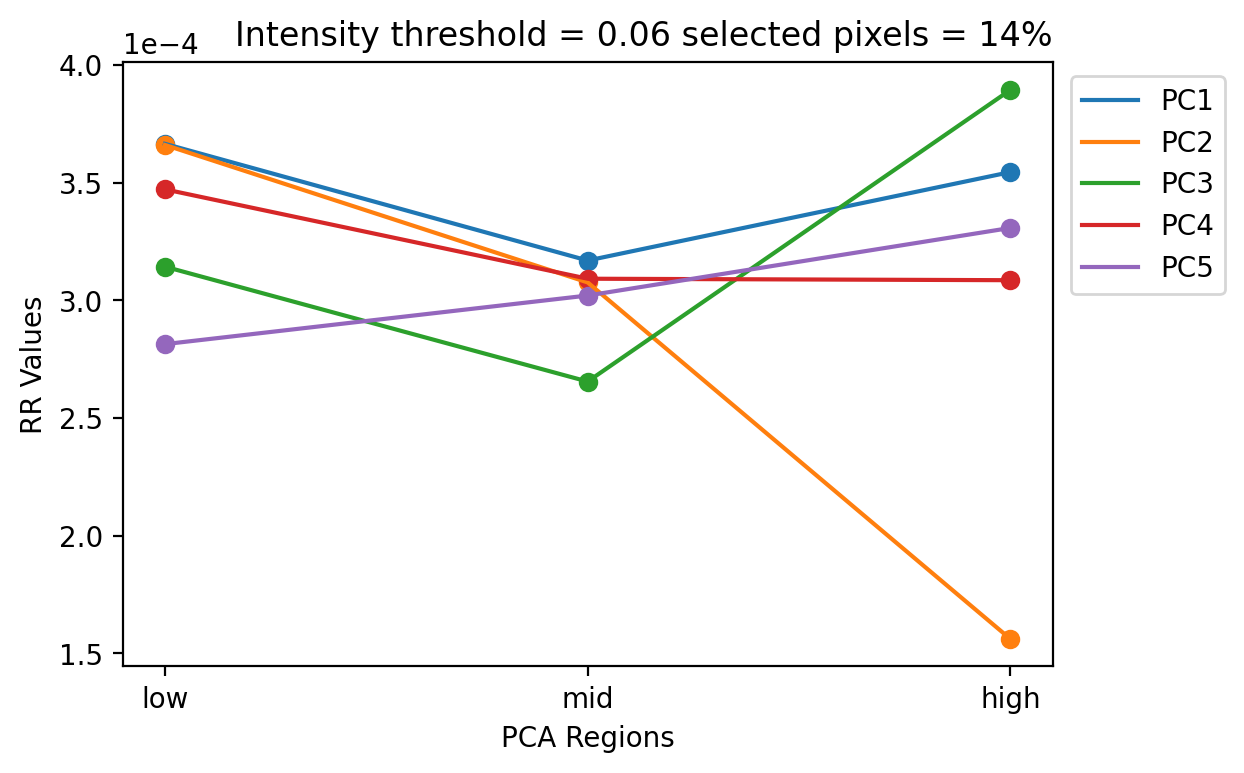 Intensity threshold = 0.06 selected pixels = 14%
1e−4
4.0
3.5
3.0
2.5
2.0
1.5
RR Values
low mid high
PCA Regions
PC1
PC2
PC3
PC4
PC5